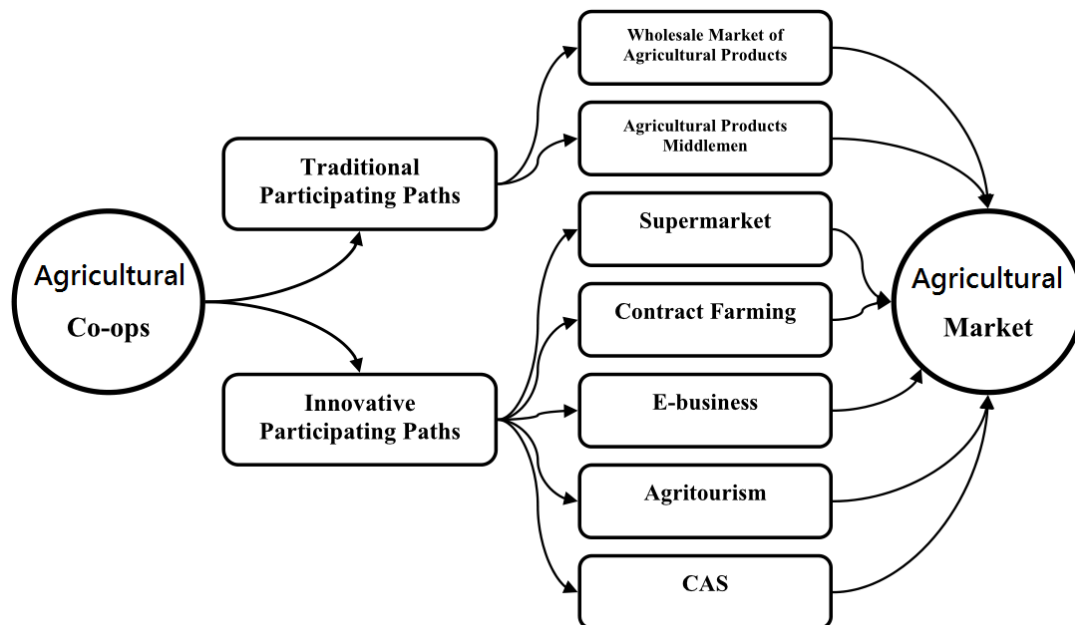 Agricultural
Co-ops
Traditional
Participating Paths
Innovative
Participating Paths
Wholesale Market of
Agricultural Products
Agricultural Products
Middlemen
Supermarket
Contract Farming
E-business
Agritourism
CAS
Agricultural
Market